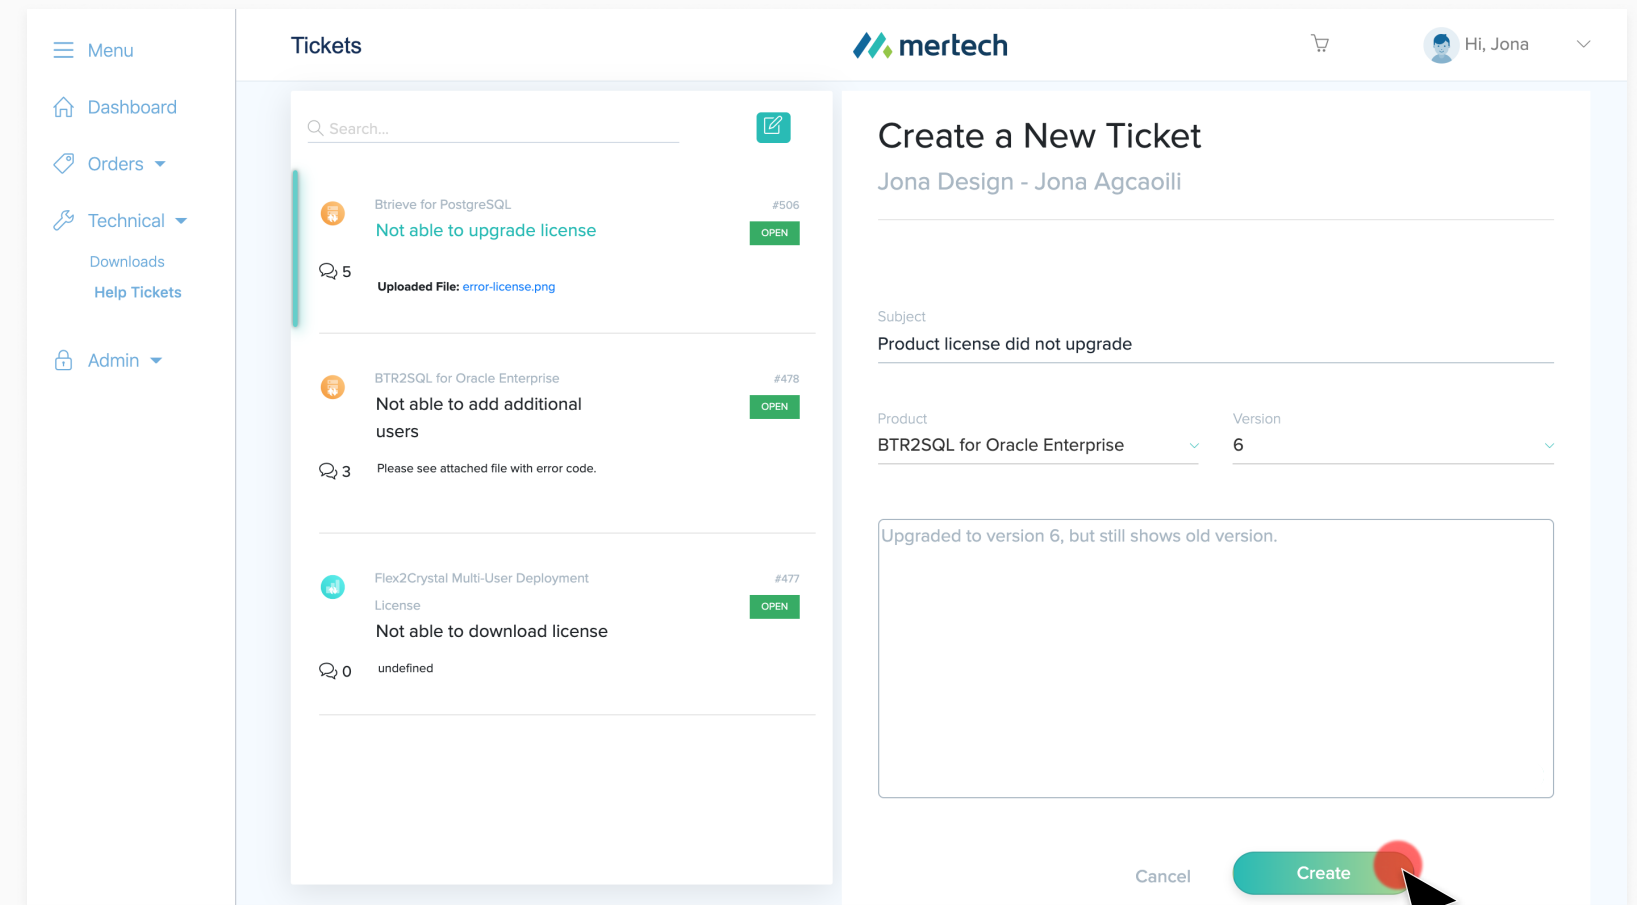 Menu
Dashboard
Orders
Technical
Downloads
Help Tickets
Admin
Tickets
mertech
Hi, Jona
Search...
Btrieve for PostgreSQL
#506
Not able to upgrade license
OPEN
5
Uploaded File: error-license.png
BTR2SQL for Oracle Enterprise
#478
Not able to add additional
users
OPEN
3
Please see attached file with error code.
Flex2Crystal Multi-User Deployment
License
#477
OPEN
Not able to download license
0
undefined
Create a New Ticket
Jona Design - Jona Agcaoili
Subject
Product license did not upgrade
Product
Version
BTR2SQL for Oracle Enterprise
6
Upgraded to version 6, but still shows old version.
Cancel
Create